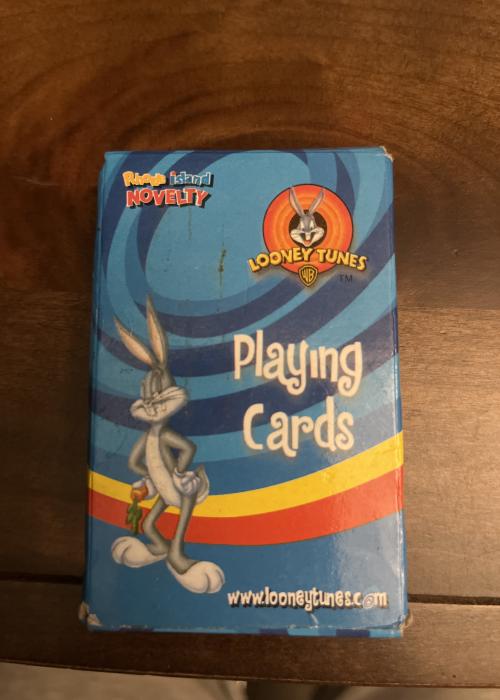 Rhode island
NOVELTY
LOONEY TUNES
WB
TM
Playing
Cards
www.looneytunes.com